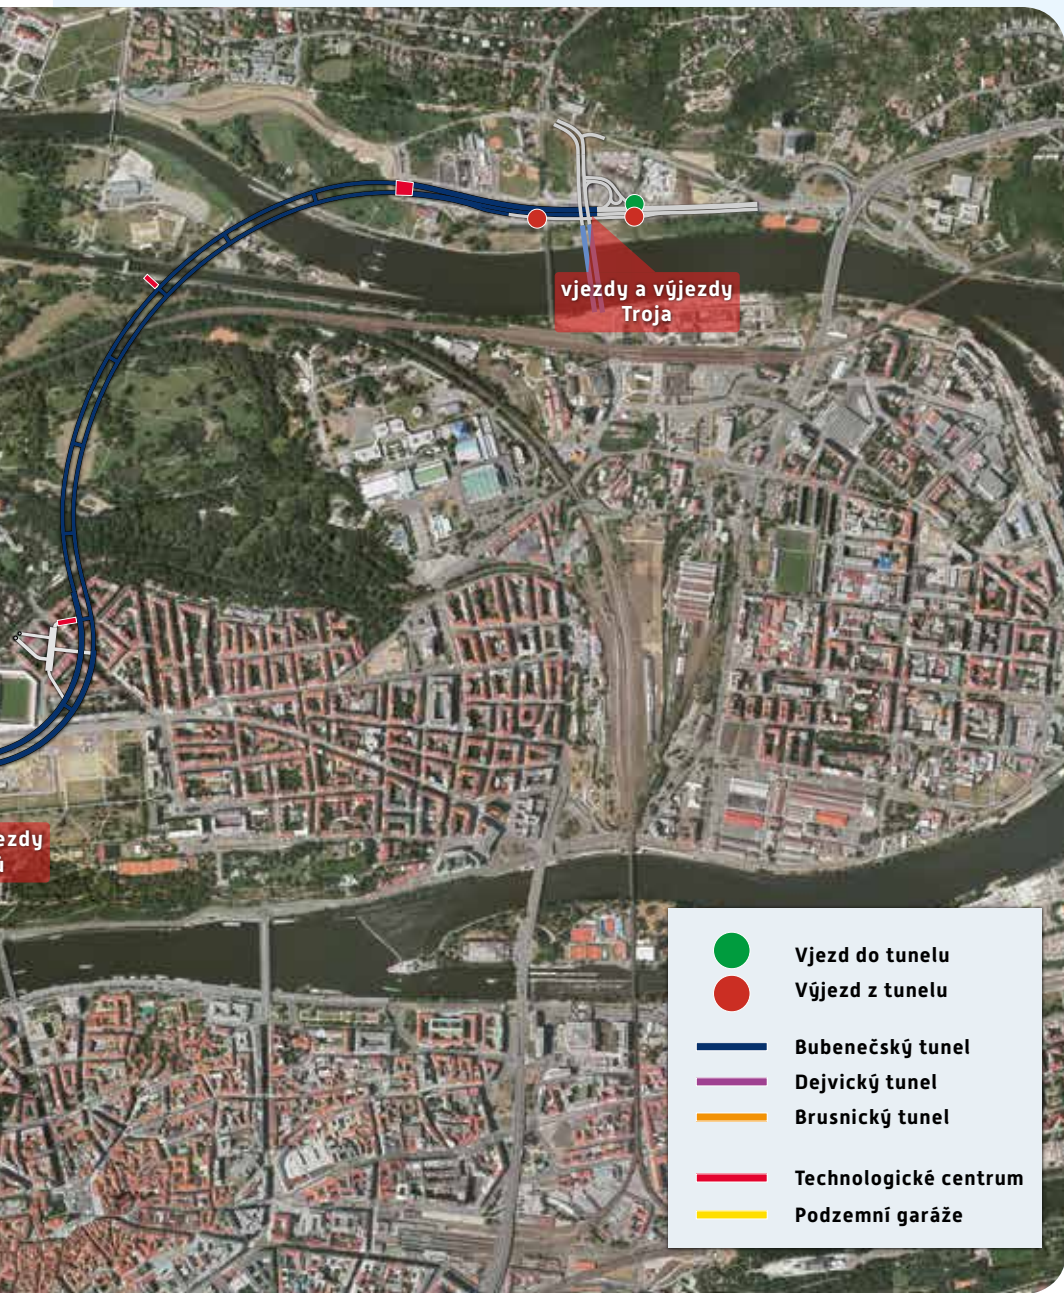 vjezdy a výjezdy
Troja
Vjezd do tunelu
Výjezd z tunelu
Bubenečský tunel
Dejvický tunel
Brusnický tunel
Technologické centrum
Podzemní garáže